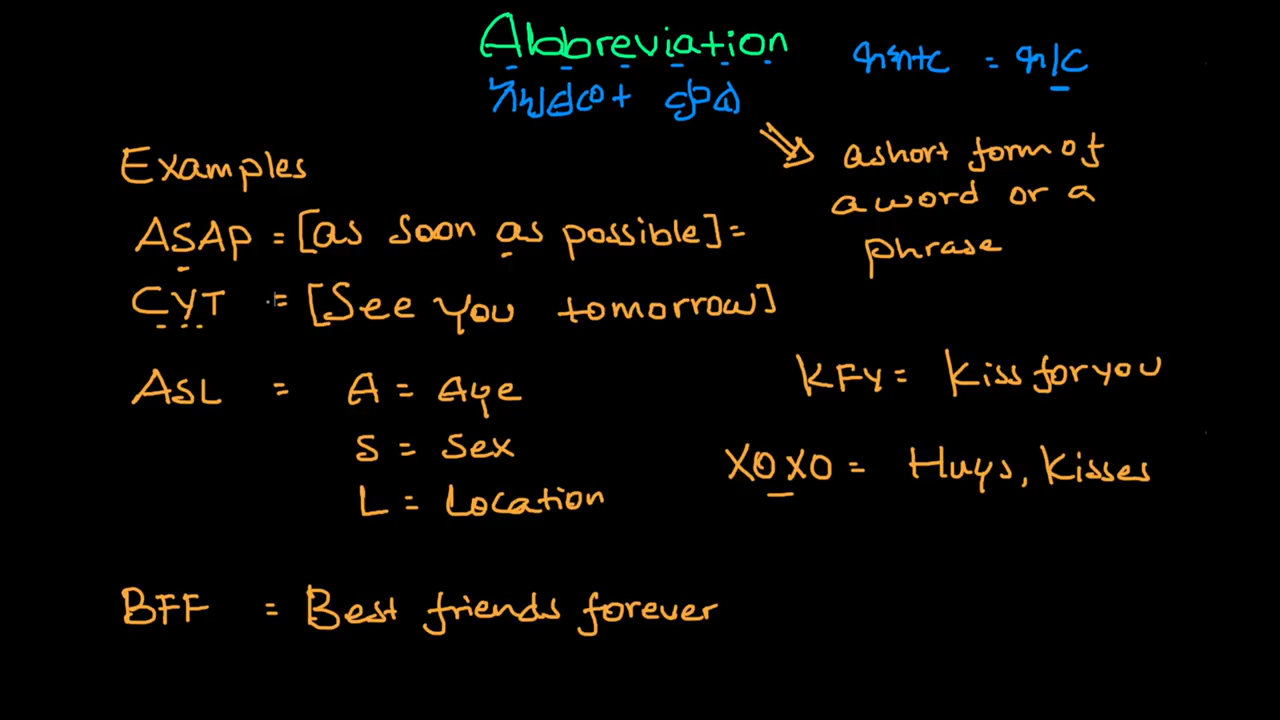 Abbreviation
Examples
a short form of
a word or a
phrase
ASAP = [as soon as possible] =
CYT = [See You tomorrow]
ASL = A = Age
S = Sex
L = Location
KFY = Kiss for you
XOXO = Hugs, Kisses
BFF = Best friends forever